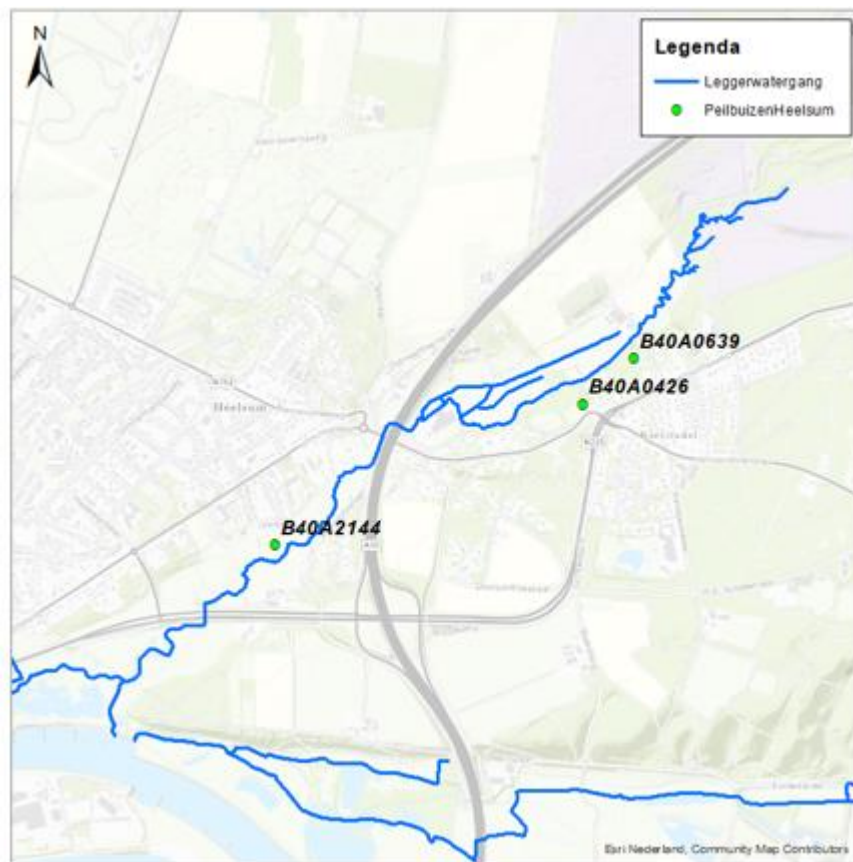 N
Legenda
Leggerwatergang
PeilbuizenHeelsum
B40A0639
B40A0426
Heelsum
B40A2144
Esri Nederland, Community Map Contributors